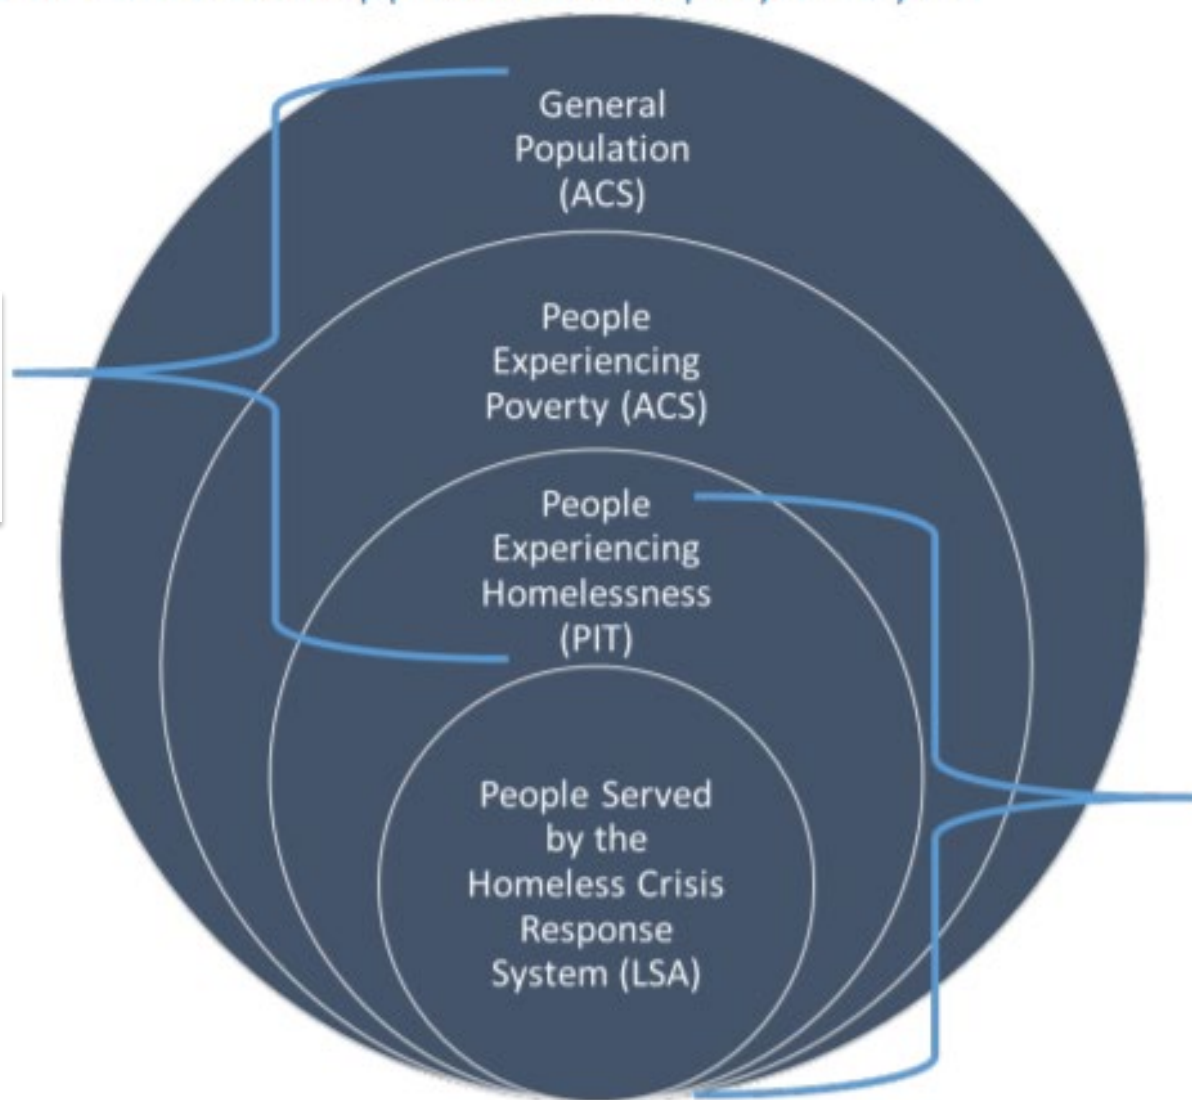 General
Population
(ACS)
People
Experiencing
Poverty (ACS)
People
Experiencing
Homelessness
(PIT)
People Served
by the
Homeless Crisis
Response
System (LSA)